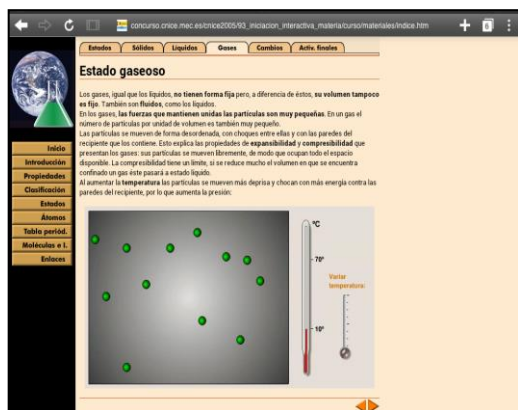 concurso.cnice.mec.es/cnice2005/93_iniciacion_interactiva_materia/curso/materiales/indice.htm
6
Estados
Sólidos
Líquidos
Gases
Cambios
Activ. finales
Estado gaseoso
Los gases, igual que los líquidos, no tienen forma fija pero, a diferencia de éstos, su volumen tampoco
es fijo. También son fluidos, como los líquidos.
En los gases, las fuerzas que mantienen unidas las partículas son muy pequeñas. En un gas el
número de partículas por unidad de volumen es también muy pequeño.
Las partículas se mueven de forma desordenada, con choques entre ellas y con las paredes del
recipiente que los contiene. Esto explica las propiedades de expansibilidad y compresibilidad que
presentan los gases: sus partículas se mueven libremente, de modo que ocupan todo el espacio
disponible. La compresibilidad tiene un límite, si se reduce mucho el volumen en que se encuentra
confinado un gas éste pasará a estado líquido.
Al aumentar la temperatura las partículas se mueven más deprisa y chocan con más energía contra las
paredes del recipiente, por lo que aumenta la presión:
Inicio
Introducción
Propiedades
Clasificación
Estados
Átomos
Tabla periód.
Moléculas e i.
Enlaces
ºC
70º
10º
Variar
temperatura: